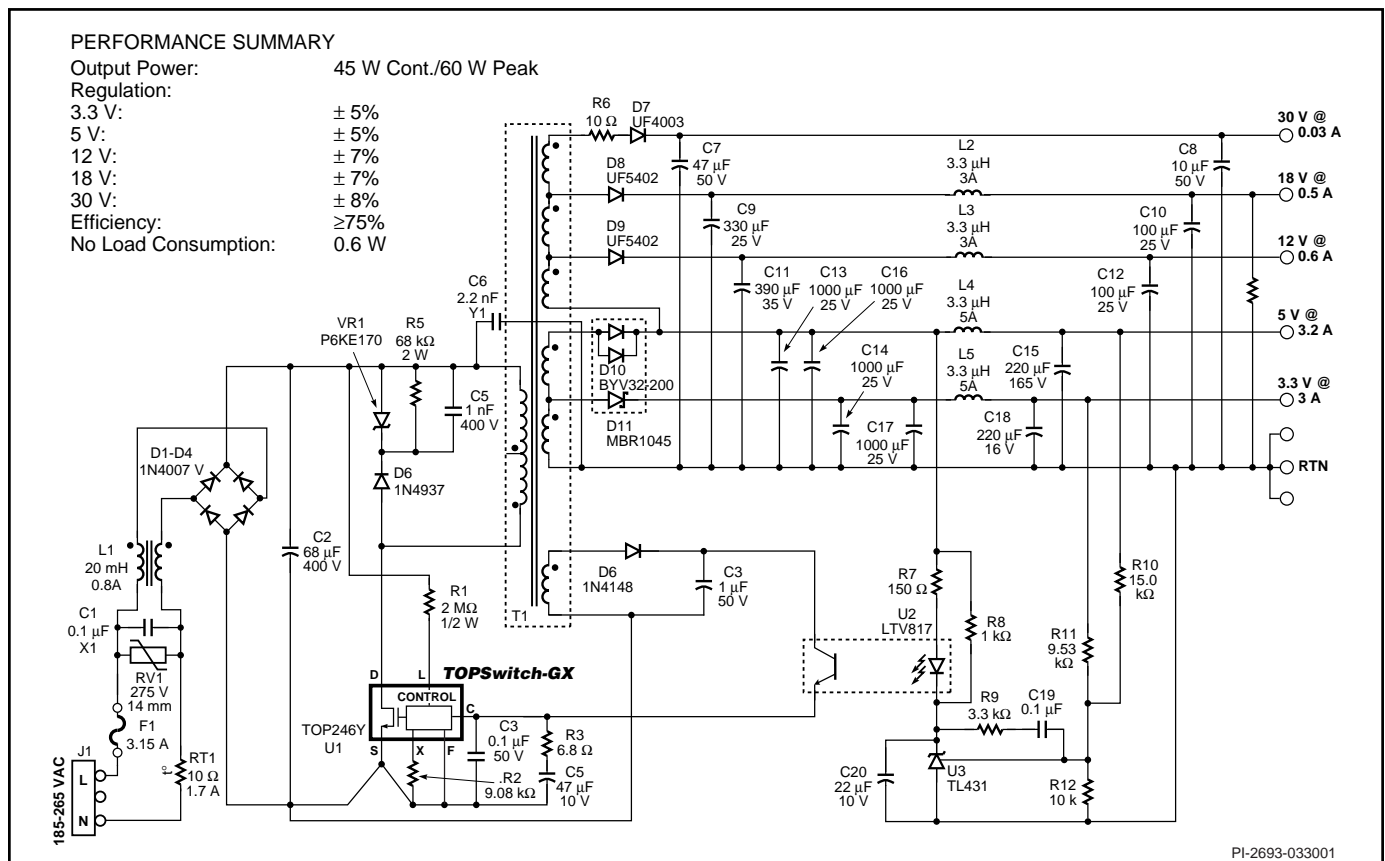 PERFORMANCE SUMMARY
Output Power: 45 W Cont./60 W Peak
Regulation:
3.3 V: ± 5%
5 V: ± 5%
12 V: ± 7%
18 V: ± 7%
30 V: ± 8%
Efficiency: ≥75%
No Load Consumption: 0.6 W
R6
10 Ω
D7
UF4003
C7
47 µF
50 V
L2
3.3 µH
3A
C8
10 µF
50 V
30 V @
0.03 A
D8
UF5402
18 V @
0.5 A
C9
330 µF
25 V
L3
3.3 µH
3A
C10
100 µF
25 V
D9
UF5402
12 V @
0.6 A
C11
390 µF
35 V
C13
1000 µF
25 V
C16
1000 µF
25 V
L4
3.3 µH
5A
C12
100 µF
25 V
C6
2.2 nF
Y1
5 V @
3.2 A
VR1
P6KE170
R5
68 kΩ
2 W
C5
1 nF
400 V
D10
BYV32-200
C14
1000 µF
25 V
L5
3.3 µH
5A
C15
220 µF
165 V
3.3 V @
3 A
D11
MBR1045
C17
1000 µF
25 V
C18
220 µF
16 V
RTN
D1-D4
1N4007 V
D6
1N4937
C2
68 µF
400 V
L1
20 mH
0.8A
C1
0.1 µF
X1
RV1
275 V
14 mm
F1
3.15 A
J1
L
N
185-265 VAC
RT1
10 Ω
1.7 A
t°
R1
2 MΩ
1/2 W
T1
D6
1N4148
C3
1 µF
50 V
R7
150 Ω
U2
LTV817
R8
1 kΩ
R10
15.0
kΩ
R11
9.53
kΩ
TOPSwitch-GX
D
L
CONTROL
C
TOP246Y
U1
S
X
F
C3
0.1 µF
50 V
R3
6.8 Ω
.R2
9.08 kΩ
C5
47 µF
10 V
R9
3.3 kΩ
C19
0.1 µF
C20
22 µF
10 V
U3
TL431
R12
10 k
PI-2693-033001